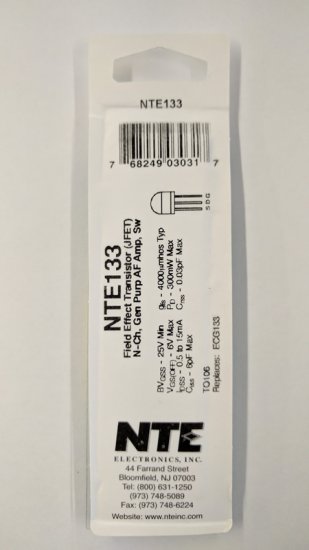 NTE133
7 68249 03031 7
NTE133
Field Effect Transistor (JFET)
N-Ch, Gen Purp AF Amp, Sw
S D G
BVGSS - 25V Min gfs - 4000µmhos Typ
VGS(OFF) - 6V Max PD - 300mW Max
IDSS - 0.5 to 15mA Crss - 0.03pF Max
Ciss - 6pF Max
TO106
Replaces: ECG133
NTE
ELECTRONICS, INC.
44 Farrand Street
Bloomfield, NJ 07003
Tel: (800) 631-1250
(973) 748-5089
Fax: (973) 748-6224
Website: www.nteinc.com